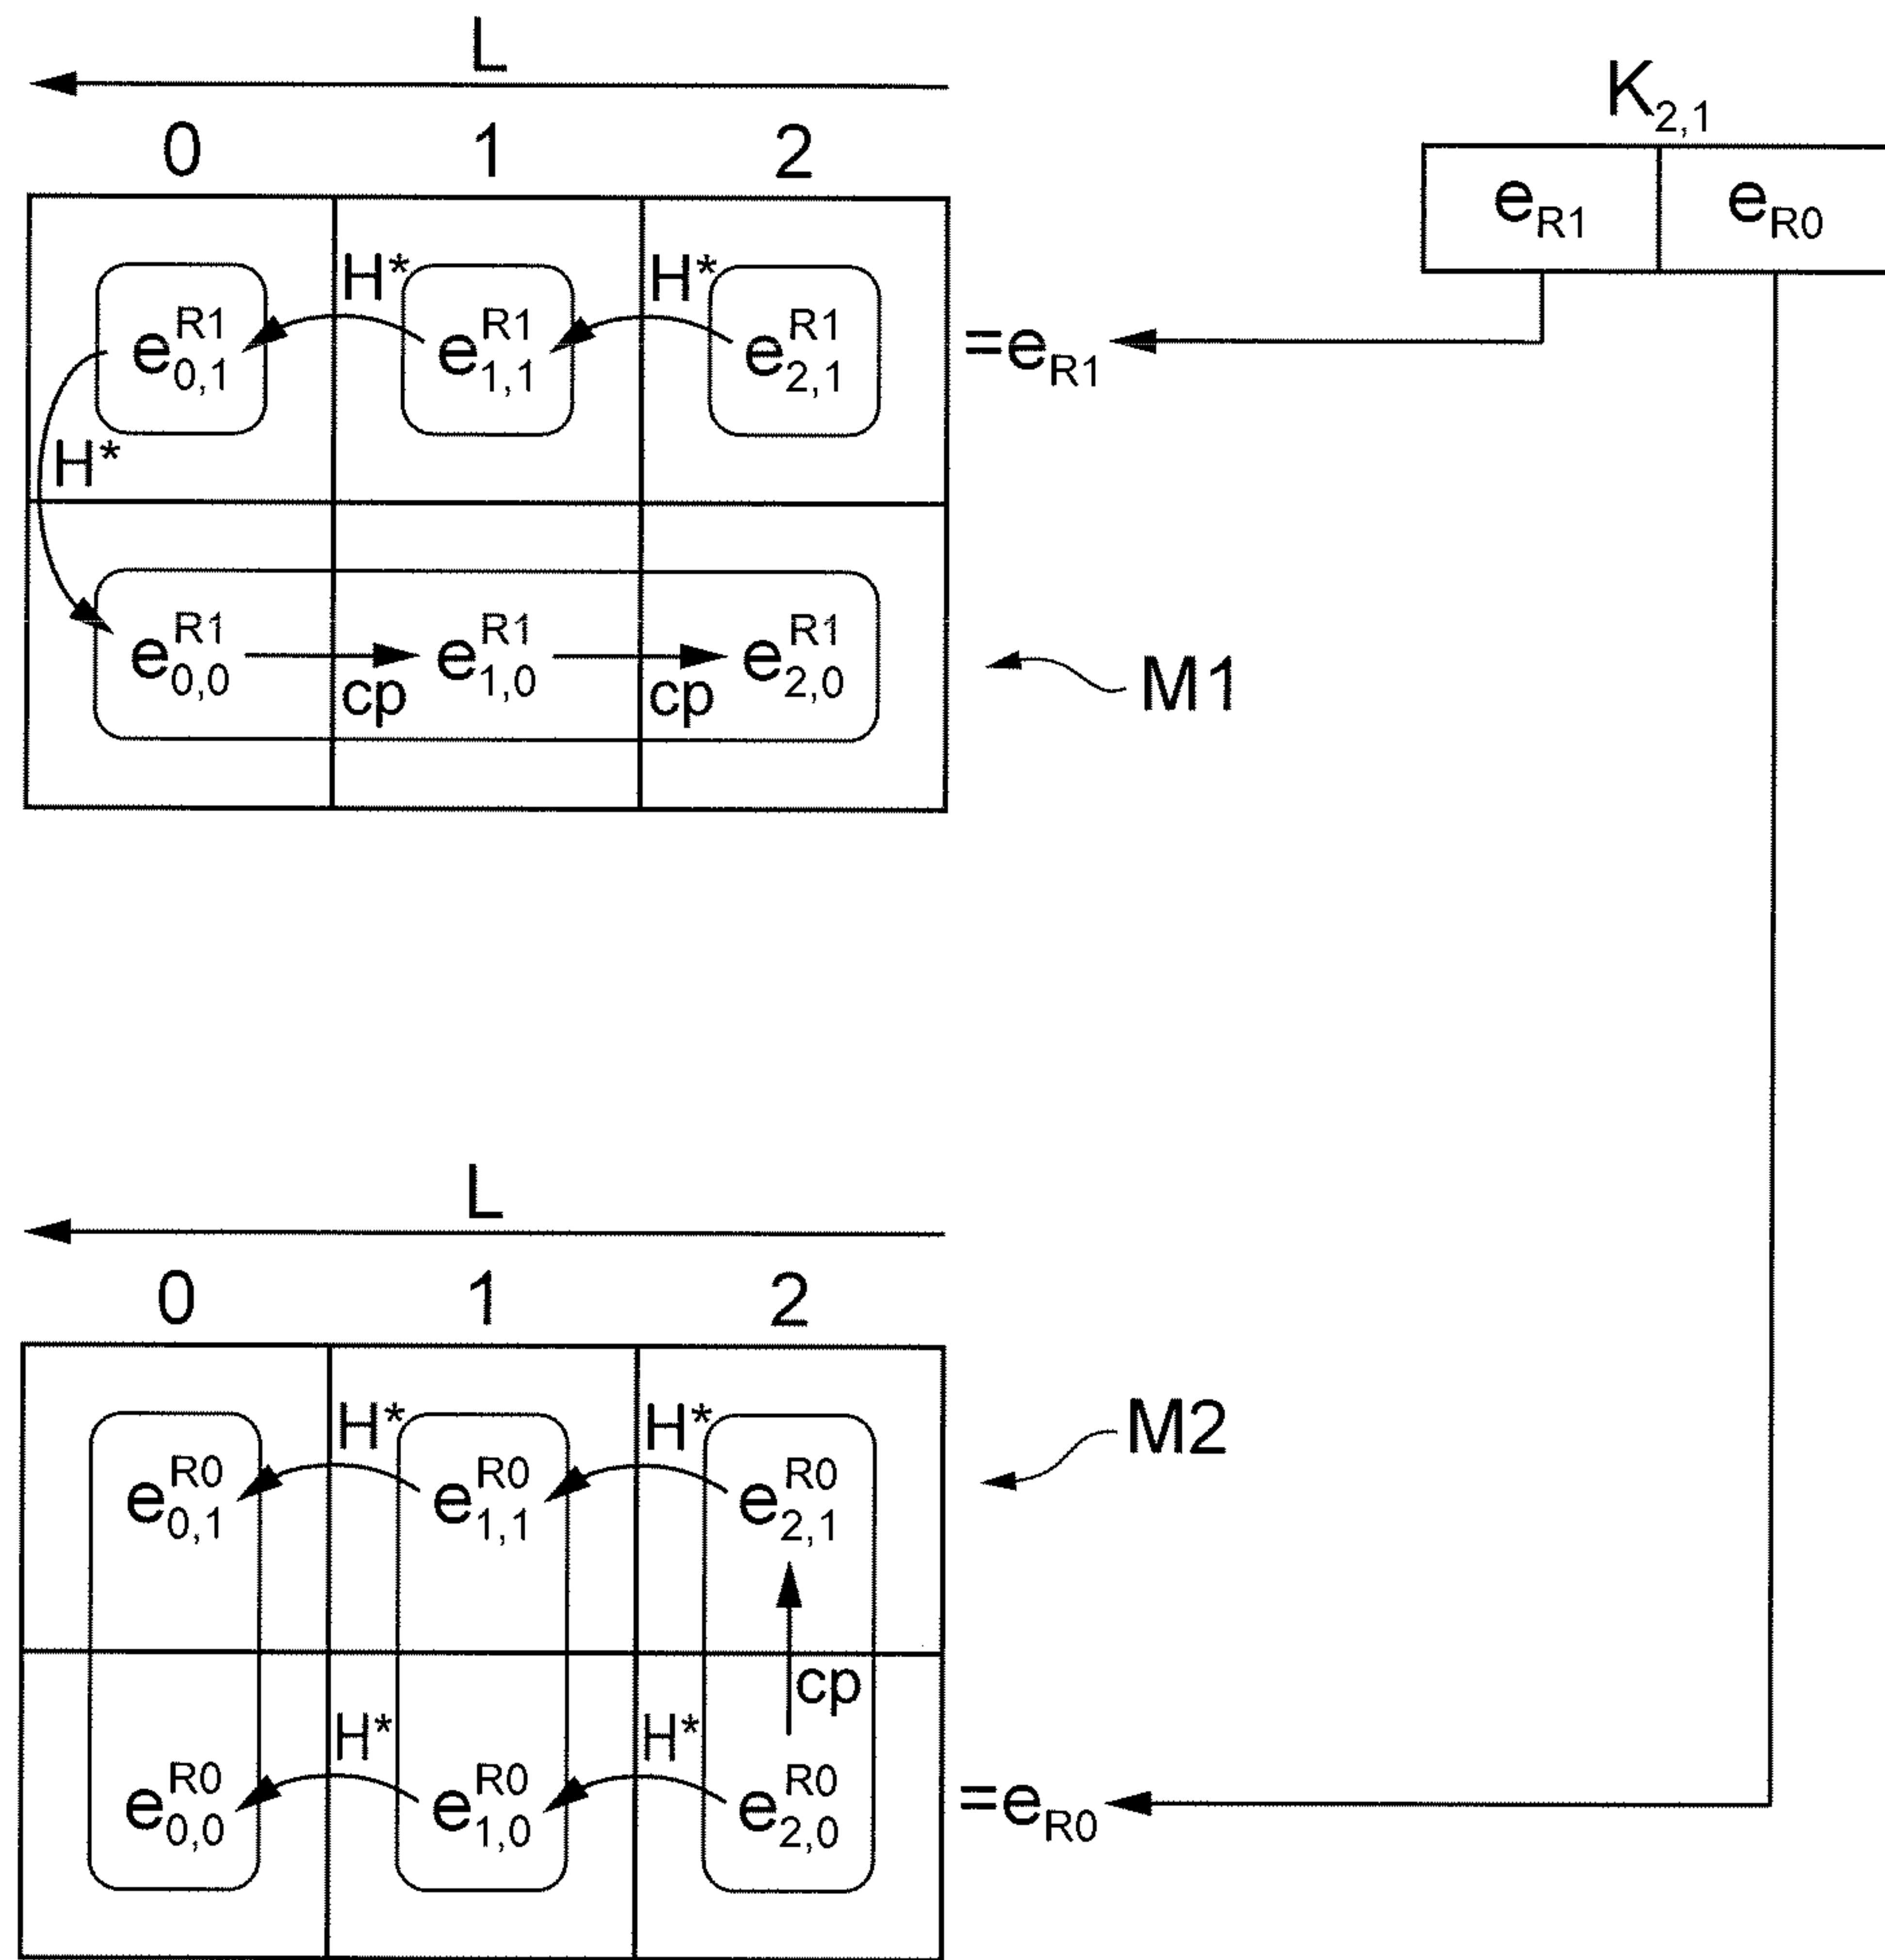 L
K2,1
0 1 2
eR1 eR0
H* H*
e0,1R1 e1,1R1 e2,1R1 =eR1
H*
e0,0R1 e1,0R1 e2,0R1
cp cp
M1
L
0 1 2
H* H*
M2
e0,1R0 e1,1R0 e2,1R0
cp
H* H*
e0,0R0 e1,0R0 e2,0R0 =eR0